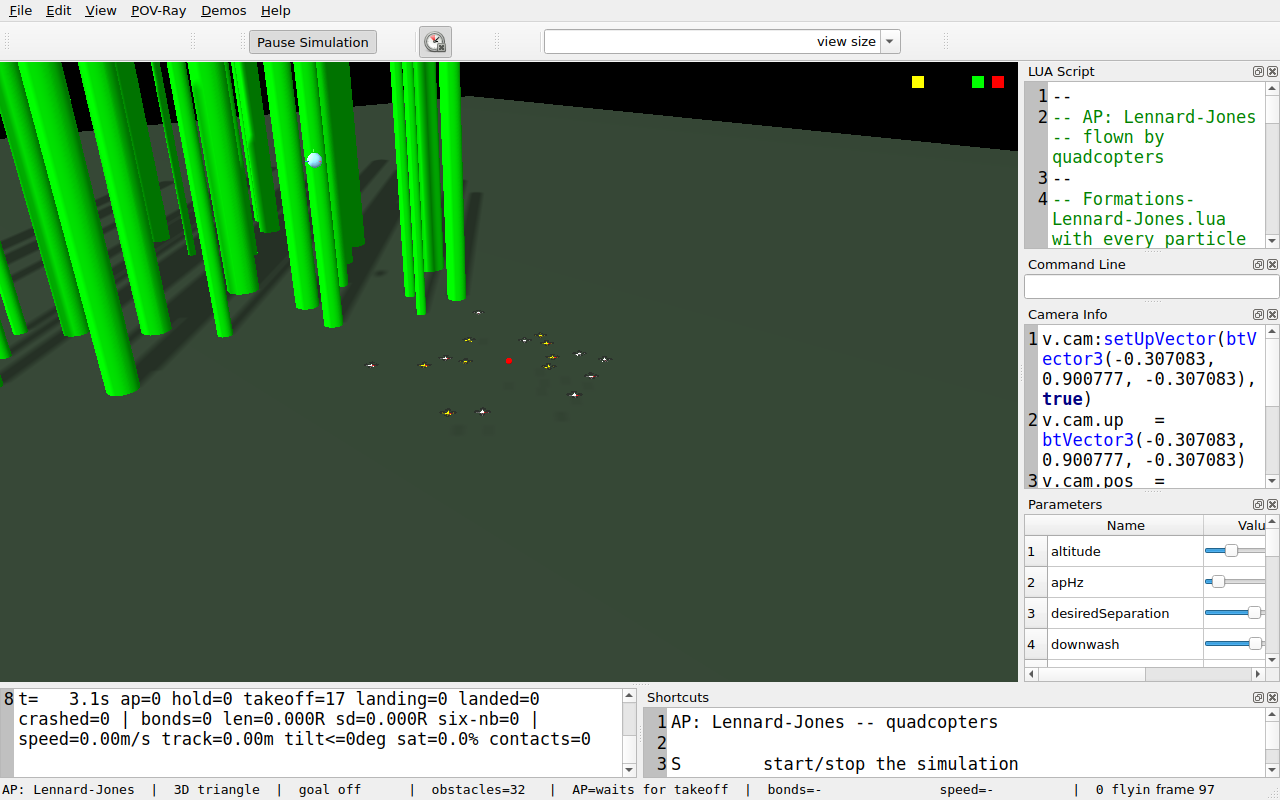 File Edit View POV-Ray Demos Help
Pause Simulation
view size
LUA Script
1 --
2 -- AP: Lennard-Jones
-- flown by
quadcopters
3 --
4 -- Formations-
Lennard-Jones.lua
with every particle
Command Line
Camera Info
1 v.cam:setUpVector(btV
ector3(-0.307083,
0.900777, -0.307083),
true)
2 v.cam.up =
btVector3(-0.307083,
0.900777, -0.307083)
3 v.cam.pos =
Parameters
Name Valu
1 altitude
2 apHz
3 desiredSeparation
4 downwash
8 t= 3.1s ap=0 hold=0 takeoff=17 landing=0 landed=0
crashed=0 | bonds=0 len=0.000R sd=0.000R six-nb=0 |
speed=0.00m/s track=0.00m tilt<=0deg sat=0.0% contacts=0
Shortcuts
1 AP: Lennard-Jones -- quadcopters
2
3 S start/stop the simulation
AP: Lennard-Jones | 3D triangle | goal off | obstacles=32 | AP=waits for takeoff | bonds=- speed=- | 0 flyin frame 97